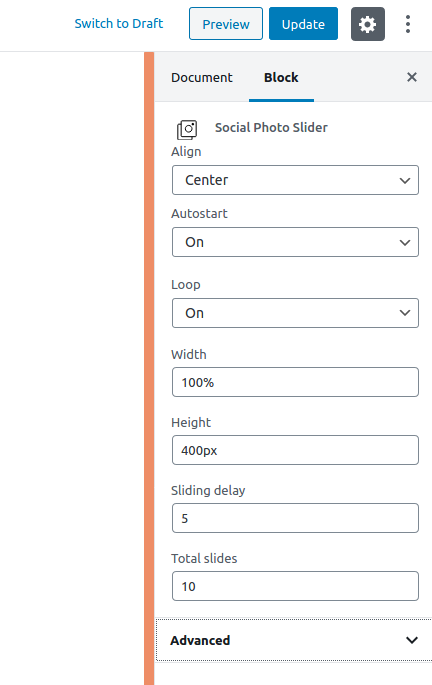 Switch to Draft Preview Update
Document Block
Social Photo Slider
Align
Center
Autostart
On
Loop
On
Width
100%
Height
400px
Sliding delay
5
Total slides
10
Advanced